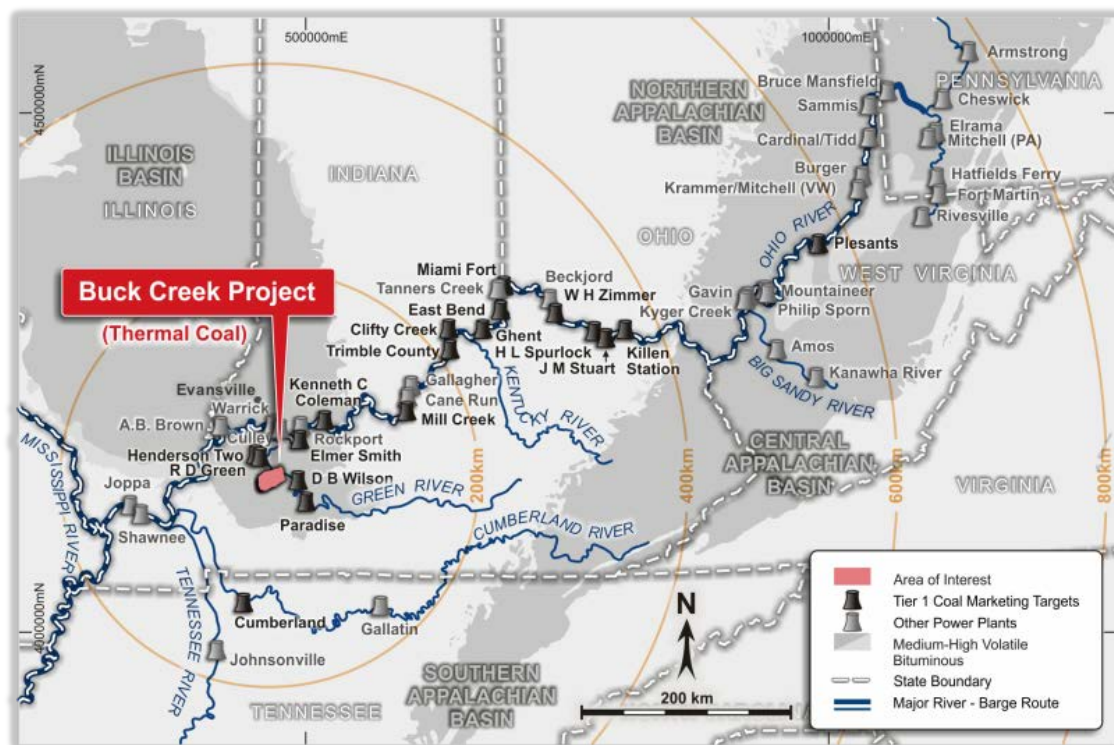 500000mE
1000000mE
4500000mN
4000000mN
ILLINOIS
BASIN
ILLINOIS
INDIANA
OHIO
NORTHERN
APPALACHIAN
BASIN
PENNSYLVANIA
WEST VIRGINIA
VIRGINIA
CENTRAL
APPALACHIAN
BASIN
SOUTHERN
APPALACHIAN
BASIN
TENNESSEE
Buck Creek Project
(Thermal Coal)
Armstrong
Bruce Mansfield
Sammis
Cheswick
Cardinal/Tidd
Elrama
Mitchell (PA)
Burger
Krammer/Mitchell (VW)
Hatfields Ferry
Fort Martin
Rivesville
OHIO RIVER
Plesants
Miami Fort
Tanners Creek
Beckjord
W H Zimmer
East Bend
Clifty Creek
Ghent
Trimble County
H L Spurlock
J M Stuart
Killen
Station
Gavin
Kyger Creek
Mountaineer
Philip Sporn
Amos
Kanawha River
BIG SANDY RIVER
KENTUCKY RIVER
Evansville
Kenneth C
Coleman
Gallagher
Cane Run
Mill Creek
Warrick
A.B. Brown
Culley
Rockport
Elmer Smith
Henderson Two
R D Green
D B Wilson
Paradise
GREEN RIVER
CUMBERLAND RIVER
MISSISSIPPI RIVER
Joppa
Shawnee
TENNESSEE RIVER
Cumberland
Gallatin
Johnsonville
200km
400km
600km
800km
N
200 km
Area of Interest
Tier 1 Coal Marketing Targets
Other Power Plants
Medium-High Volatile
Bituminous
State Boundary
Major River - Barge Route